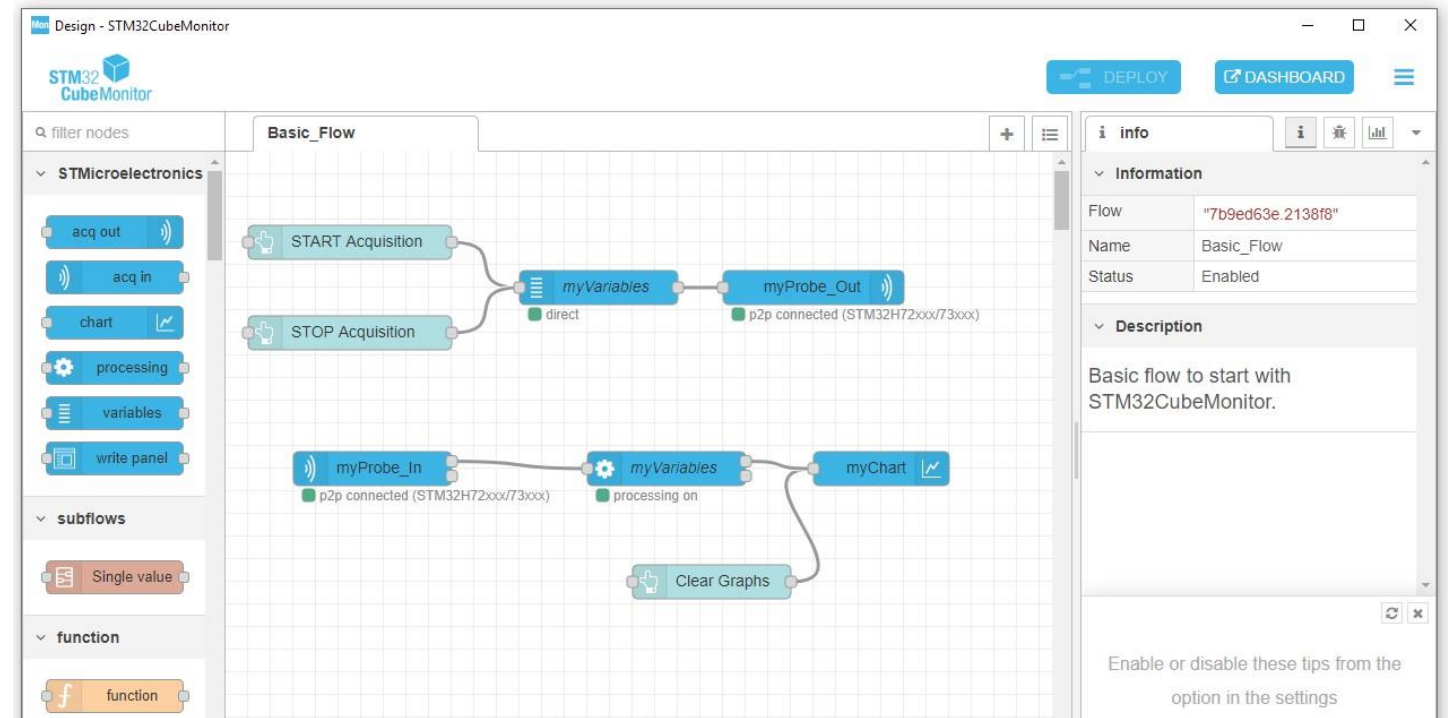 Mon Design - STM32CubeMonitor
STM32
CubeMonitor
DEPLOY
DASHBOARD
filter nodes
Basic_Flow
i info
i
STMicroelectronics
acq out
acq in
chart
processing
variables
write panel
subflows
Single value
function
function
START Acquisition
STOP Acquisition
myVariables
direct
myProbe_Out
p2p connected (STM32H72xxx/73xxx)
myProbe_In
p2p connected (STM32H72xxx/73xxx)
myVariables
processing on
myChart
Clear Graphs
Information
Flow "7b9ed63e.2138f8"
Name Basic_Flow
Status Enabled
Description
Basic flow to start with
STM32CubeMonitor.
Enable or disable these tips from the
option in the settings